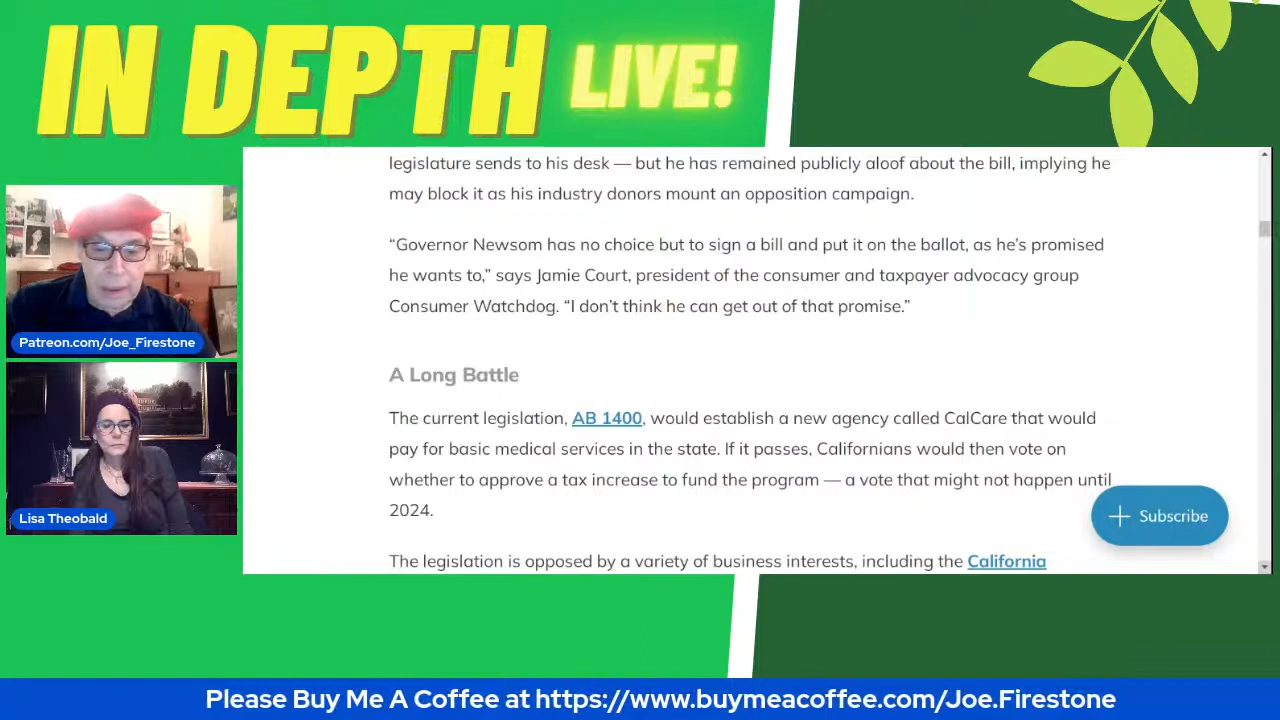 IN DEPTH LIVE!
legislature sends to his desk — but he has remained publicly aloof about the bill, implying he
may block it as his industry donors mount an opposition campaign.
“Governor Newsom has no choice but to sign a bill and put it on the ballot, as he’s promised
he wants to,” says Jamie Court, president of the consumer and taxpayer advocacy group
Consumer Watchdog. “I don’t think he can get out of that promise.”
A Long Battle
The current legislation, AB 1400, would establish a new agency called CalCare that would
pay for basic medical services in the state. If it passes, Californians would then vote on
whether to approve a tax increase to fund the program — a vote that might not happen until
2024.
The legislation is opposed by a variety of business interests, including the California
Subscribe
Patreon.com/Joe_Firestone
Lisa Theobald
Please Buy Me A Coffee at https://www.buymeacoffee.com/Joe.Firestone